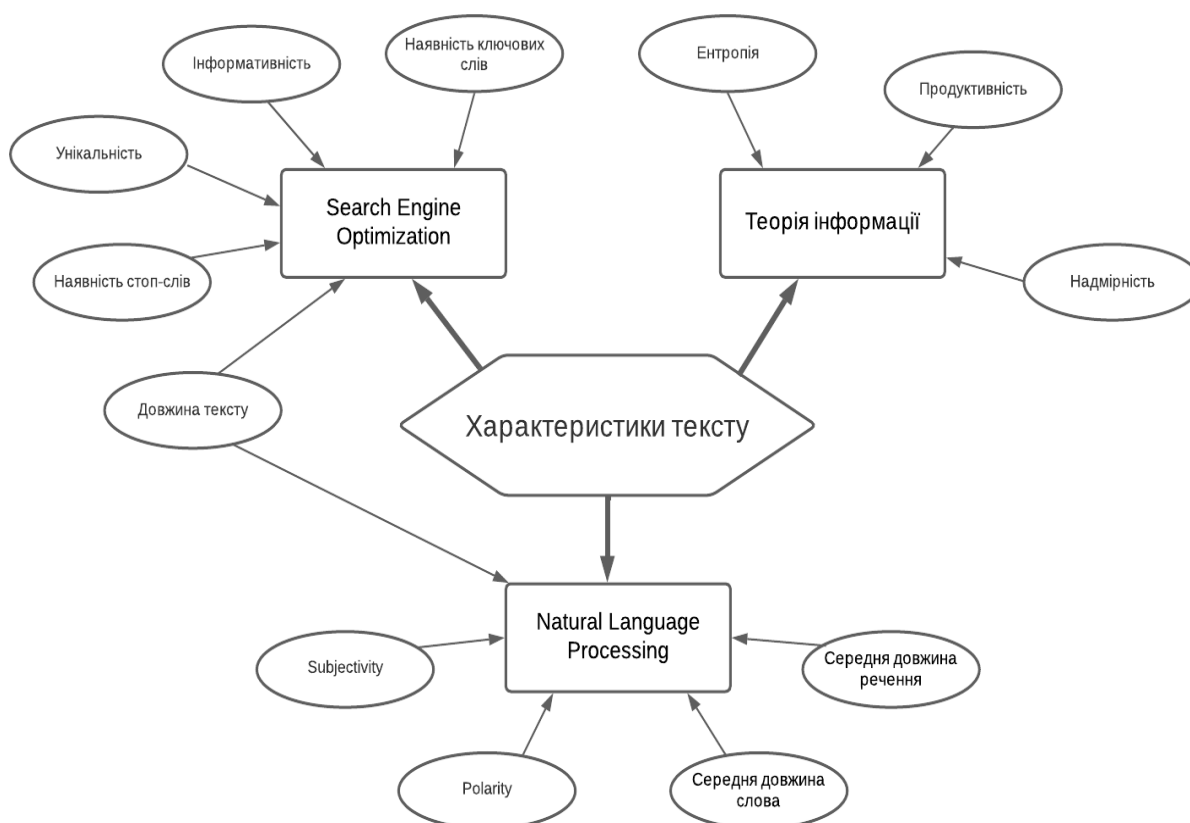 Інформативність
Наявність ключових
слів
Ентропія
Продуктивність
Унікальність
Search Engine
Optimization
Теорія інформації
Наявність стоп-слів
Надмірність
Довжина тексту
Характеристики тексту
Natural Language
Processing
Subjectivity
Середня довжина
речення
Polarity
Середня довжина
слова